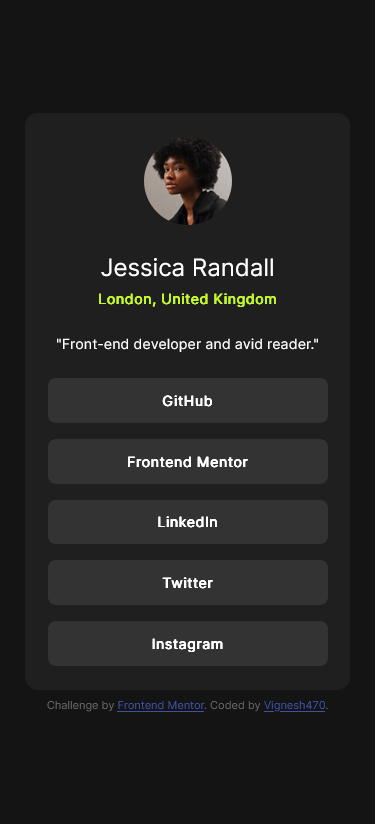 Jessica Randall
London, United Kingdom
"Front-end developer and avid reader."
GitHub
Frontend Mentor
LinkedIn
Twitter
Instagram
Challenge by Frontend Mentor. Coded by Vignesh470.